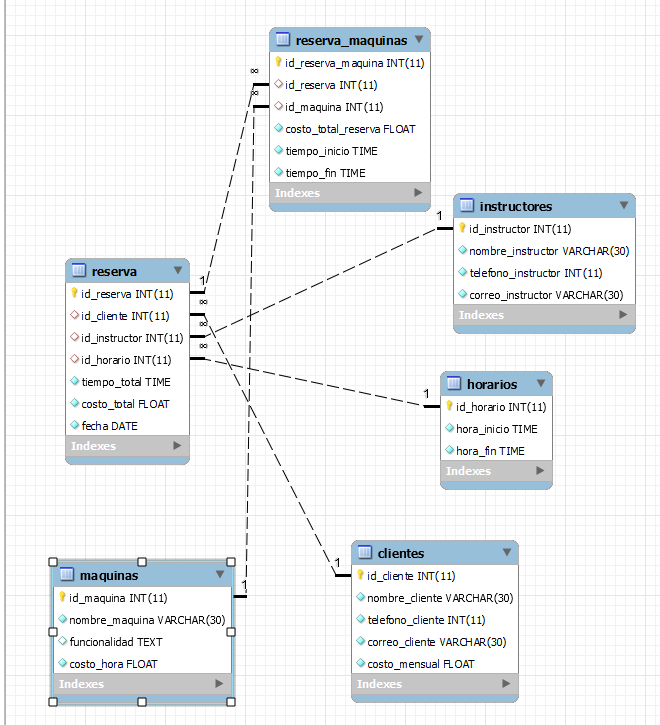 reserva_maquinas
id_reserva_maquina INT(11)
id_reserva INT(11)
id_maquina INT(11)
costo_total_reserva FLOAT
tiempo_inicio TIME
tiempo_fin TIME
Indexes
∞
∞
instructores
id_instructor INT(11)
nombre_instructor VARCHAR(30)
telefono_instructor INT(11)
correo_instructor VARCHAR(30)
Indexes
1
reserva
id_reserva INT(11)
id_cliente INT(11)
id_instructor INT(11)
id_horario INT(11)
tiempo_total TIME
costo_total FLOAT
fecha DATE
Indexes
1
∞
∞
∞
horarios
id_horario INT(11)
hora_inicio TIME
hora_fin TIME
Indexes
1
maquinas
id_maquina INT(11)
nombre_maquina VARCHAR(30)
funcionalidad TEXT
costo_hora FLOAT
Indexes
1
clientes
id_cliente INT(11)
nombre_cliente VARCHAR(30)
telefono_cliente INT(11)
correo_cliente VARCHAR(30)
costo_mensual FLOAT
Indexes
1